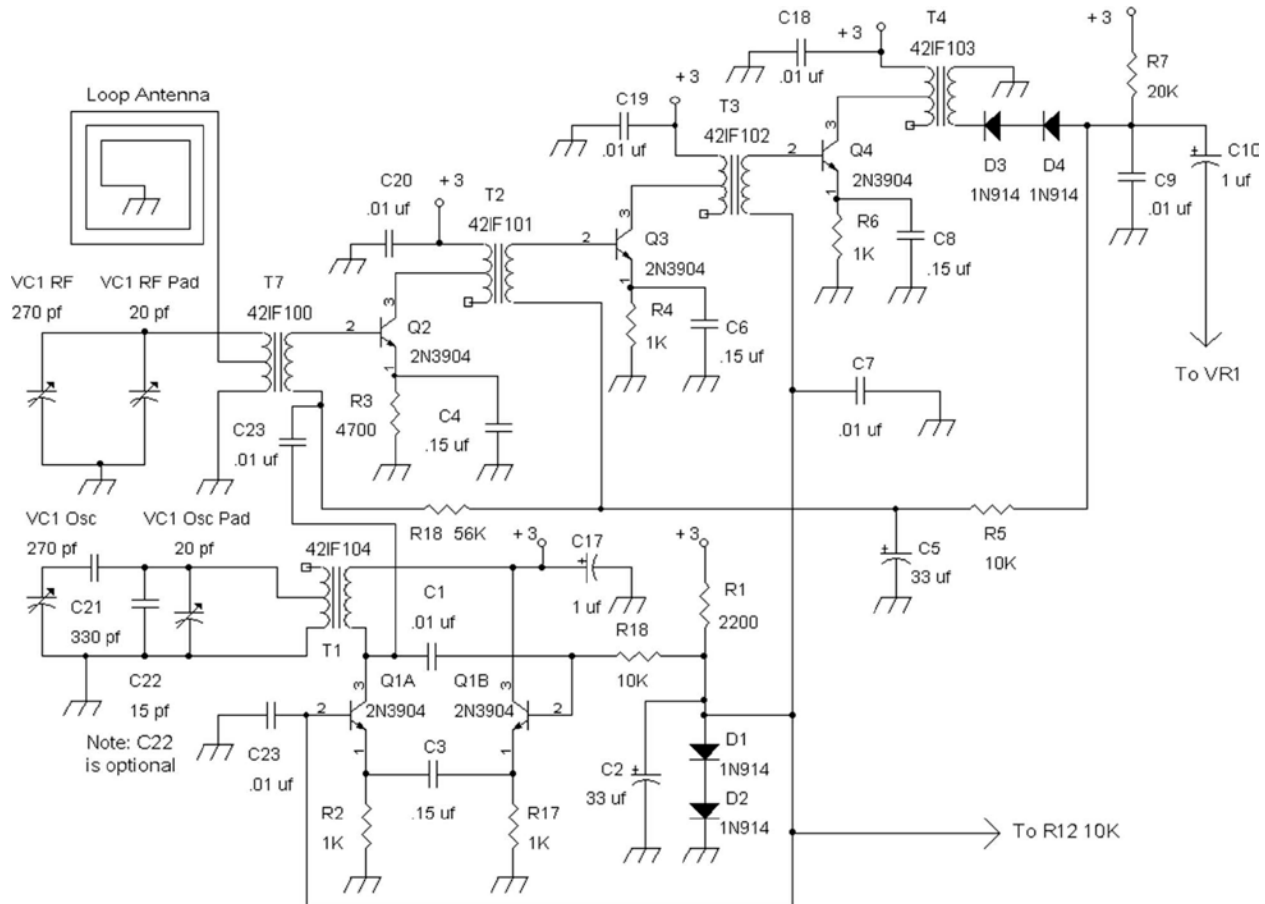 C18
.01 uf
+3
T4
42IF103
+3
R7
20K
Loop Antenna
C19
.01 uf
+3
T3
42IF102
3
2
Q4
2N3904
1
D3
1N914
D4
1N914
C9
.01 uf
C10
1 uf
C20
.01 uf
+3
T2
42IF101
3
2
Q3
2N3904
1
R6
1K
C8
.15 uf
VC1 RF
270 pf
VC1 RF Pad
20 pf
T7
42IF100
3
2
Q2
2N3904
1
R4
1K
C6
.15 uf
C7
.01 uf
To VR1
R3
4700
C4
.15 uf
C23
.01 uf
R18 56K
R5
10K
C5
33 uf
VC1 Osc
270 pf
VC1 Osc Pad
20 pf
42IF104
T1
+3
C17
1 uf
+3
R1
2200
C21
330 pf
C22
15 pf
Note: C22
is optional
C1
.01 uf
R18
10K
3
Q1A
2N3904
2
1
Q1B
2N3904
3
2
1
C23
.01 uf
C3
.15 uf
R2
1K
R17
1K
C2
33 uf
D1
1N914
D2
1N914
To R12 10K